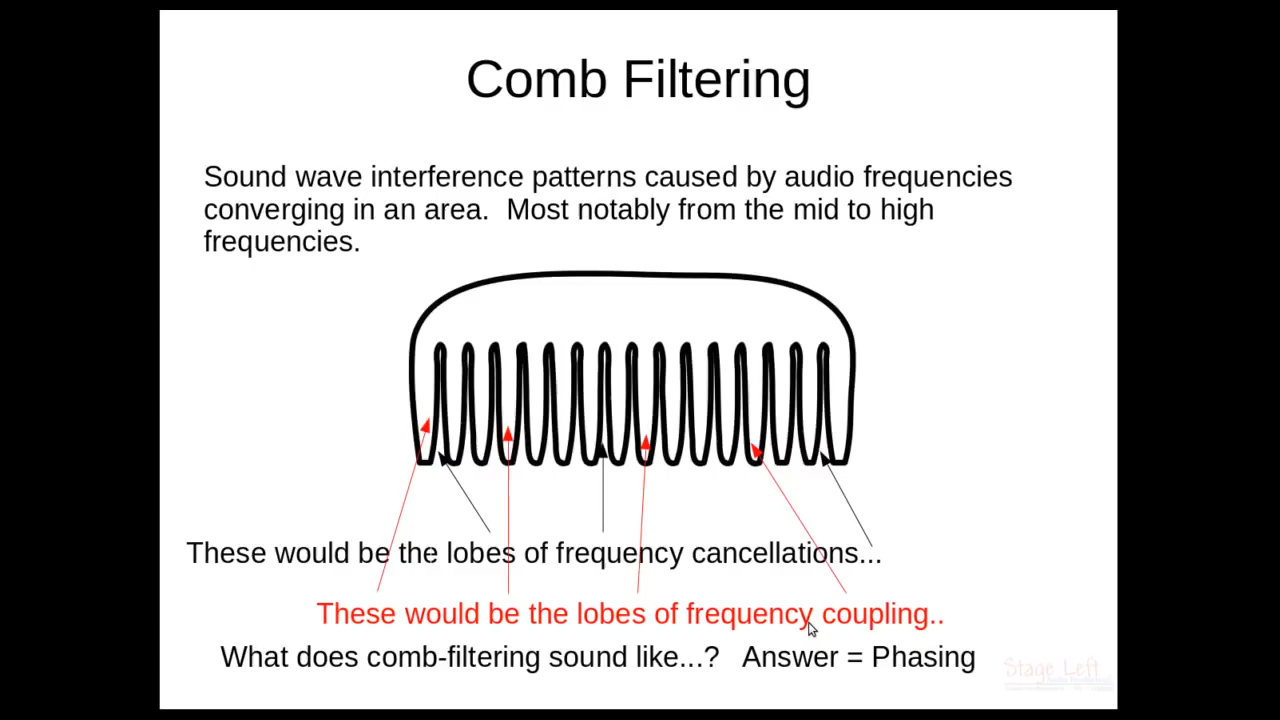 Comb Filtering
Sound wave interference patterns caused by audio frequencies
converging in an area.  Most notably from the mid to high
frequencies.
These would be the lobes of frequency cancellations...
These would be the lobes of frequency coupling..
What does comb-filtering sound like...?   Answer = Phasing
Stage Left